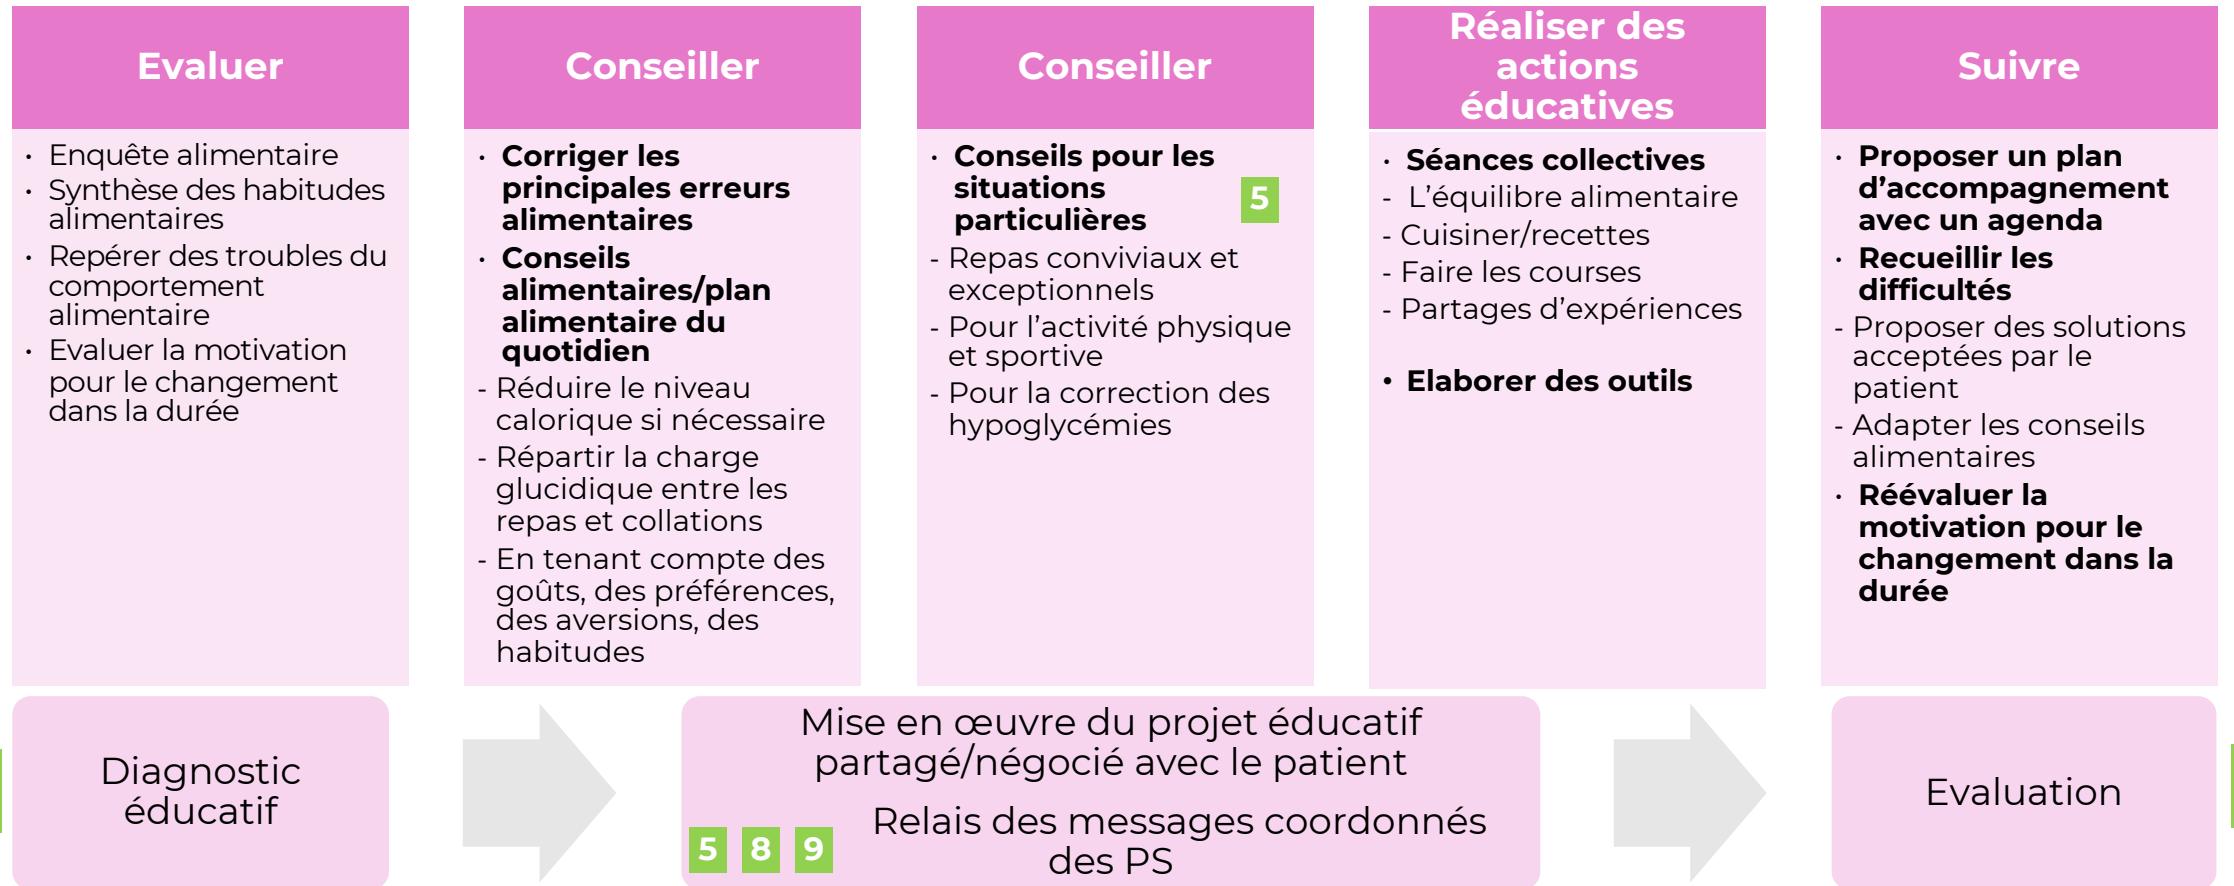 Evaluer
· Enquête alimentaire
· Synthèse des habitudes
alimentaires
· Repérer des troubles du
comportement
alimentaire
· Evaluer la motivation
pour le changement
dans la durée
Conseiller
· Corriger les
principales erreurs
alimentaires
· Conseils
alimentaires/plan
alimentaire du
quotidien
- Réduire le niveau
calorique si nécessaire
- Répartir la charge
glucidique entre les
repas et collations
- En tenant compte des
goûts, des préférences,
des aversions, des
habitudes
Conseiller
· Conseils pour les
situations
particulières
5
- Repas conviviaux et
exceptionnels
- Pour l’activité physique
et sportive
- Pour la correction des
hypoglycémies
Réaliser des
actions
éducatives
· Séances collectives
- L’équilibre alimentaire
- Cuisiner/recettes
- Faire les courses
- Partages d’expériences
• Elaborer des outils
Suivre
· Proposer un plan
d’accompagnement
avec un agenda
· Recueillir les
difficultés
- Proposer des solutions
acceptées par le
patient
- Adapter les conseils
alimentaires
· Réévaluer la
motivation pour le
changement dans la
durée
Diagnostic
éducatif
Mise en œuvre du projet éducatif
partagé/négocié avec le patient
Relais des messages coordonnés
des PS
5 8 9
Evaluation